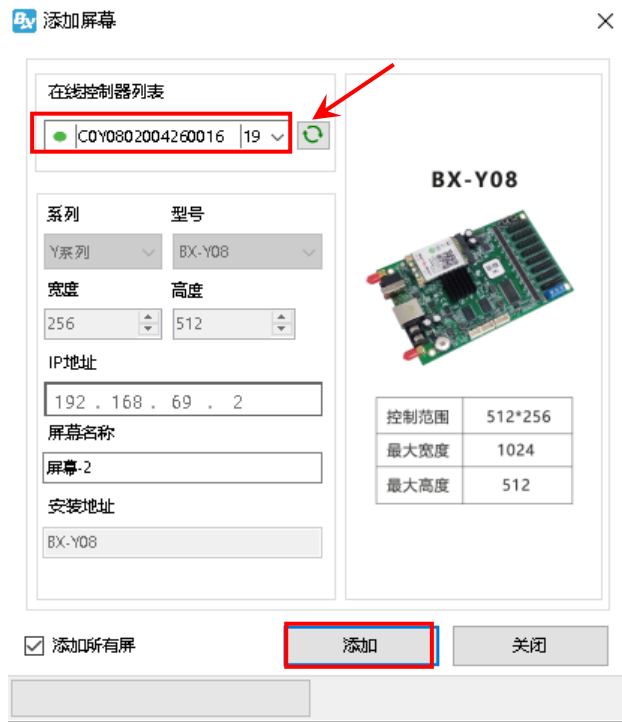 BX 添加屏幕
在线控制器列表
C0Y0802004260016 19
系列 型号
Y系列 BX-Y08
宽度 高度
256 512
IP地址
192 . 168 . 69 . 2
屏幕名称
屏幕-2
安装地址
BX-Y08
BX-Y08
控制范围 512*256
最大宽度 1024
最大高度 512
添加所有屏 添加 关闭